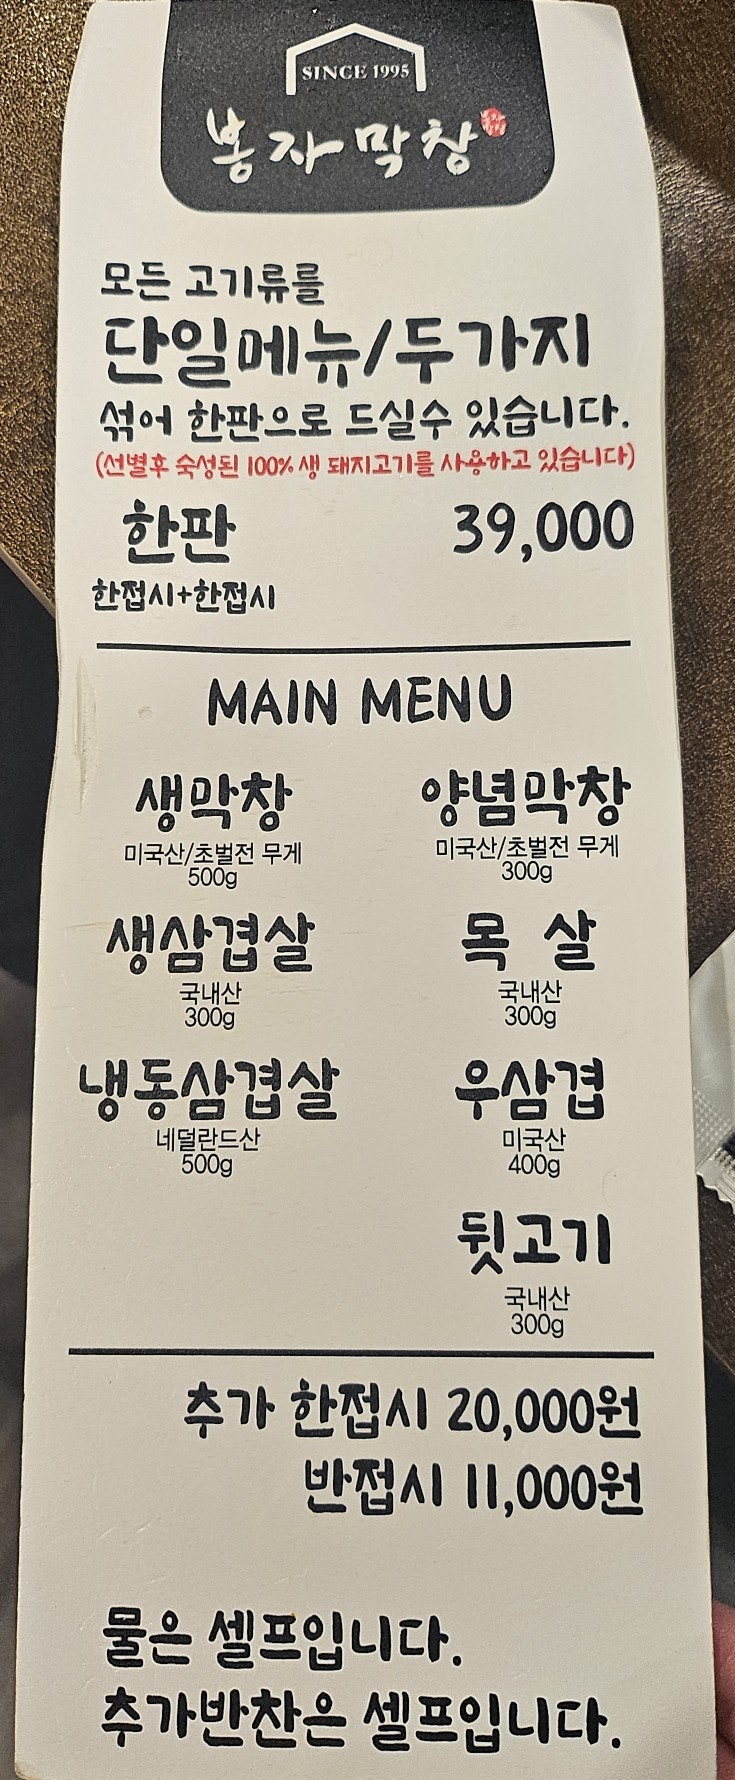 SINCE 1995
봉자막창
모든 고기류를
단일메뉴/두가지
섞어 한판으로 드실수 있습니다.
(선별후 숙성된 100% 생 돼지고기를 사용하고 있습니다)
한판 39,000
한접시+한접시
MAIN MENU
생막창 양념막창
미국산/초벌전 무게 미국산/초벌전 무게
500g 300g
생삼겹살 목 살
국내산 국내산
300g 300g
냉동삼겹살 우삼겹
네덜란드산 미국산
500g 400g
뒷고기
국내산
300g
추가 한접시 20,000원
반접시 11,000원
물은 셀프입니다.
추가반찬은 셀프입니다.